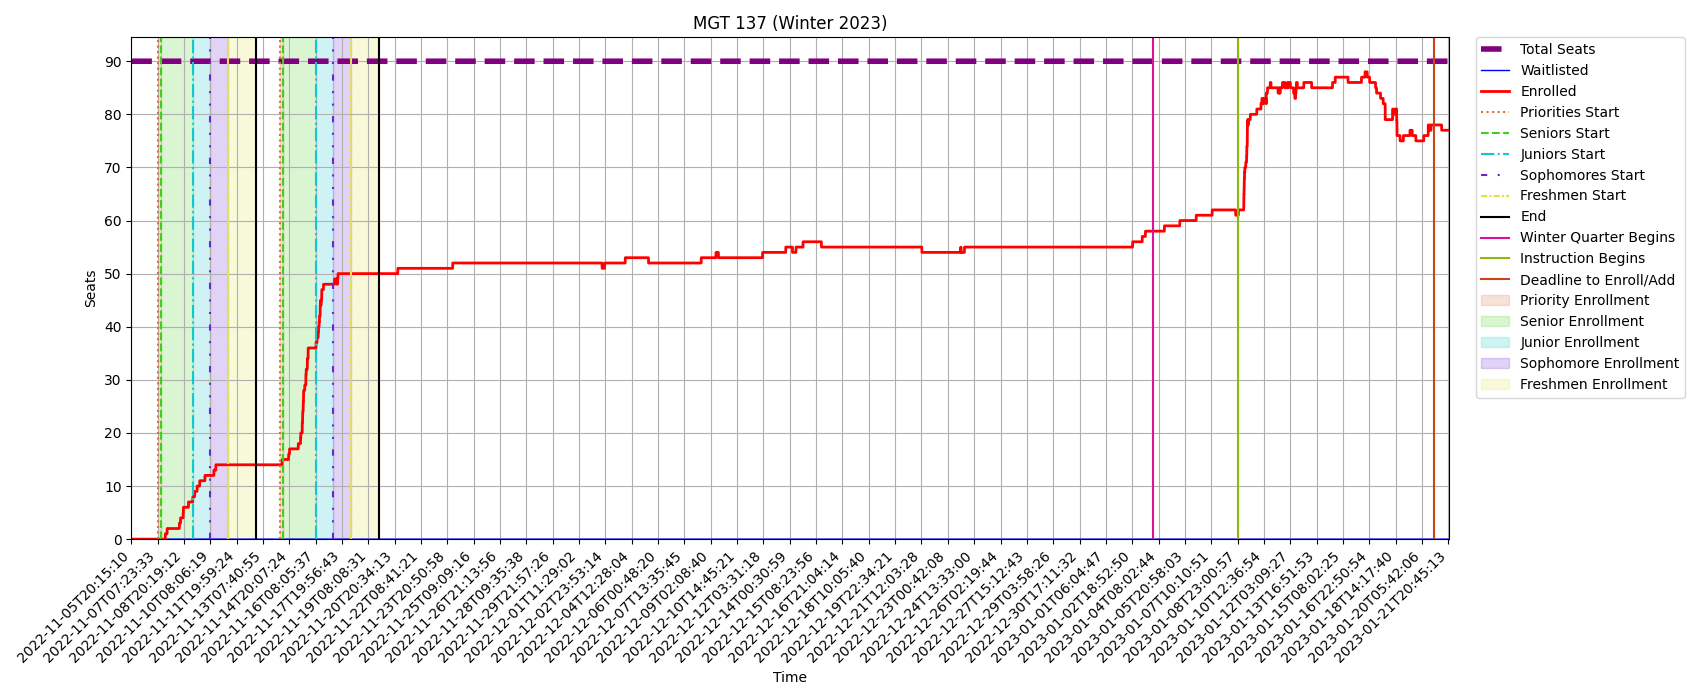 MGT 137 (Winter 2023)
Seats
90
80
70
60
50
40
30
20
10
0
2022-11-05T20:15:10
2022-11-07T07:23:33
2022-11-08T20:19:12
2022-11-10T08:06:19
2022-11-11T19:59:24
2022-11-13T07:40:55
2022-11-14T20:07:24
2022-11-16T08:05:37
2022-11-17T19:56:43
2022-11-19T08:08:31
2022-11-20T20:34:13
2022-11-22T08:41:21
2022-11-23T20:50:58
2022-11-25T09:09:16
2022-11-26T21:13:56
2022-11-28T09:35:38
2022-11-29T21:57:26
2022-12-01T11:29:02
2022-12-02T23:53:14
2022-12-04T12:28:04
2022-12-06T00:48:20
2022-12-07T13:35:45
2022-12-09T02:08:40
2022-12-10T14:45:21
2022-12-12T03:31:18
2022-12-14T00:30:59
2022-12-15T08:23:56
2022-12-16T21:04:14
2022-12-18T10:05:40
2022-12-19T22:34:21
2022-12-21T12:03:28
2022-12-23T00:42:08
2022-12-24T13:33:00
2022-12-26T02:19:44
2022-12-27T15:12:43
2022-12-29T03:58:26
2022-12-30T17:11:32
2023-01-01T06:04:47
2023-01-02T18:52:50
2023-01-04T08:02:44
2023-01-05T20:58:03
2023-01-07T10:10:51
2023-01-08T23:00:57
2023-01-10T12:36:54
2023-01-12T03:09:27
2023-01-13T16:51:53
2023-01-15T08:02:25
2023-01-16T22:50:54
2023-01-18T14:17:40
2023-01-20T05:42:06
2023-01-21T20:45:13
Time
Total Seats
Waitlisted
Enrolled
Priorities Start
Seniors Start
Juniors Start
Sophomores Start
Freshmen Start
End
Winter Quarter Begins
Instruction Begins
Deadline to Enroll/Add
Priority Enrollment
Senior Enrollment
Junior Enrollment
Sophomore Enrollment
Freshmen Enrollment